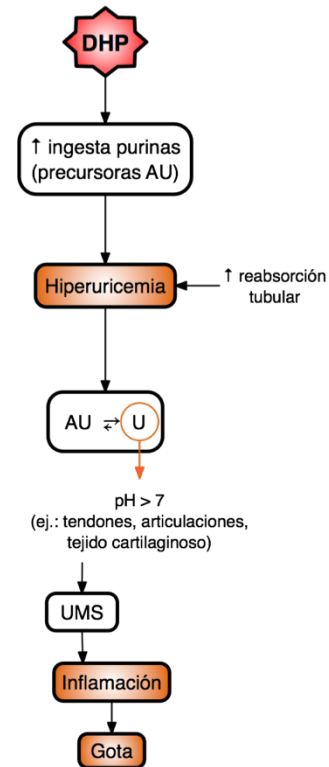 DHP
↑ ingesta purinas
(precursoras AU)
Hiperuricemia
↑ reabsorción
tubular
AU ⇄ U
pH > 7
(ej.: tendones, articulaciones,
tejido cartilaginoso)
UMS
Inflamación
Gota